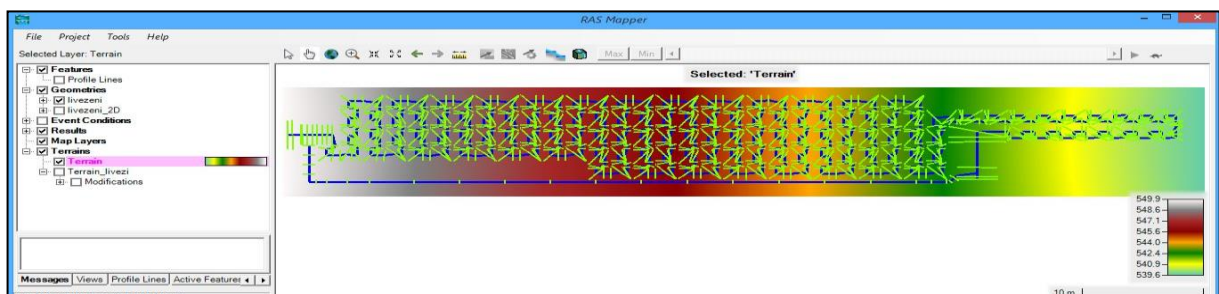 RAS Mapper
File Project Tools Help
Selected Layer: Terrain
Max Min
Features
Profile Lines
Geometries
livezeni
livezeni_2D
Event Conditions
Results
Map Layers
Terrains
Terrain
Terrain_livezi
Modifications
Selected: 'Terrain'
549.9
548.6
547.1
545.6
544.0
542.4
540.9
539.6
Messages Views Profile Lines Active Features
10 m